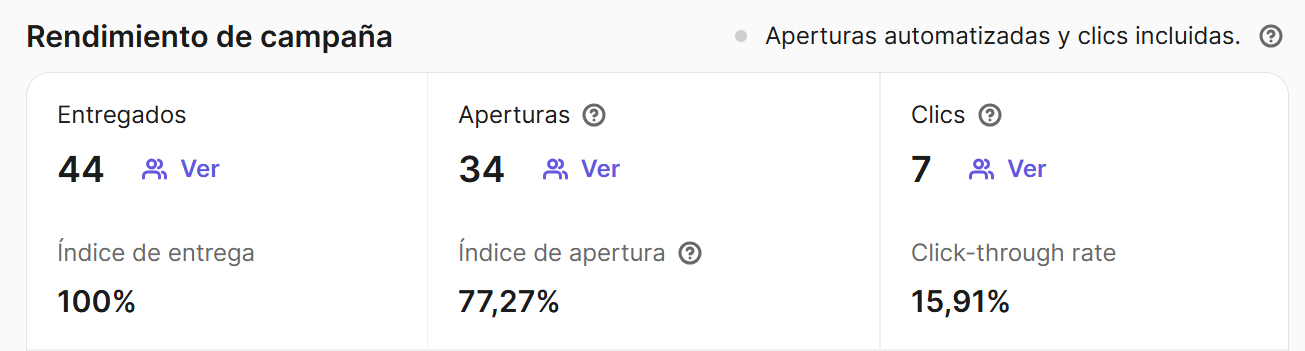 Rendimiento de campaña
Aperturas automatizadas y clics incluidas.
Entregados
44 Ver
Índice de entrega
100%
Aperturas
34 Ver
Índice de apertura
77,27%
Clics
7 Ver
Click-through rate
15,91%